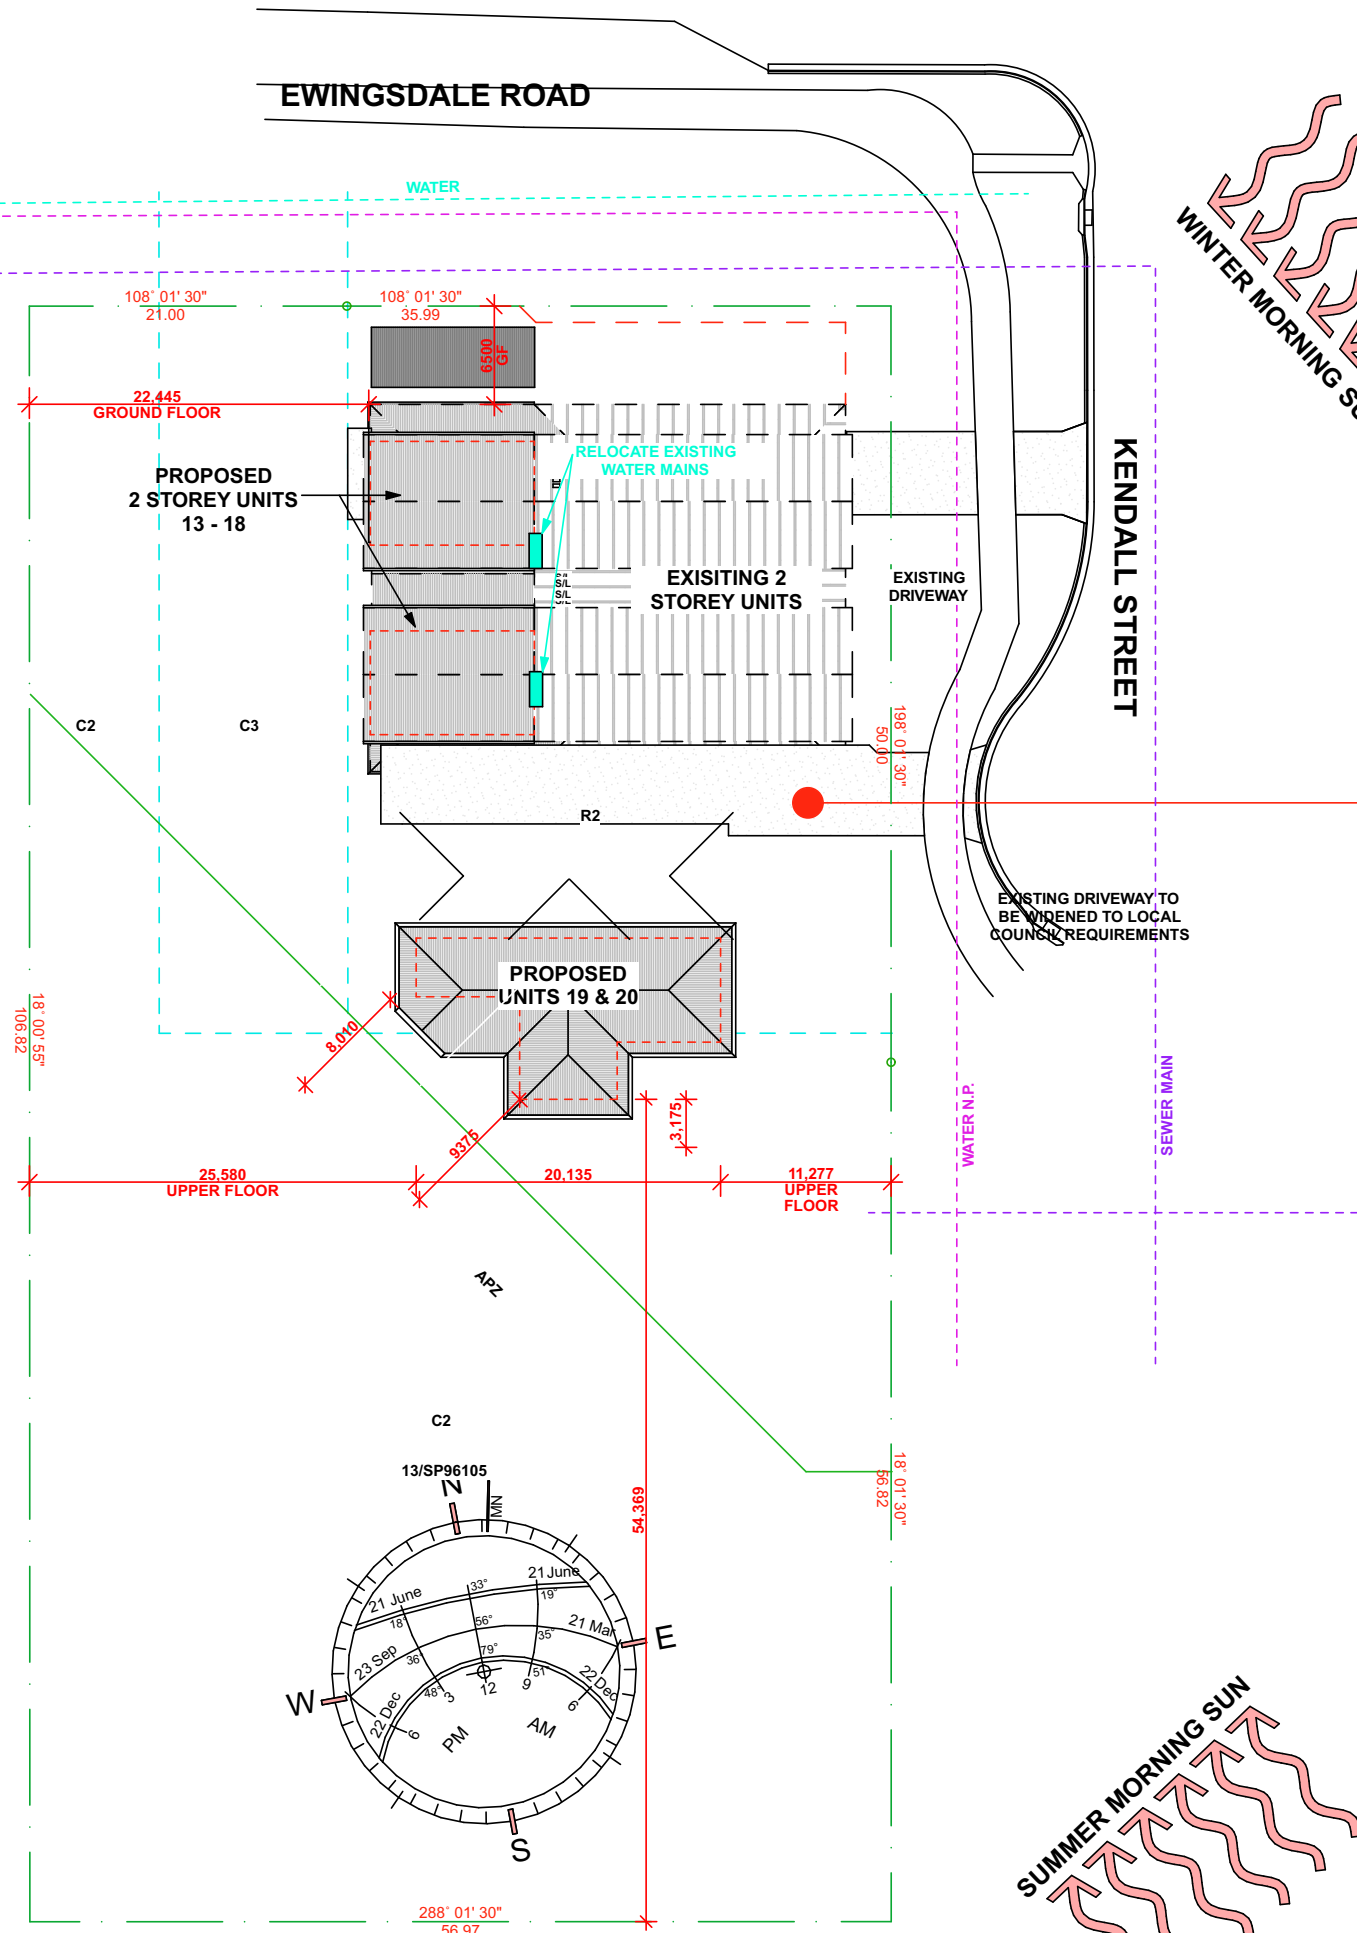 EWINGSDALE ROAD
WATER
WINTER MORNING
108° 01' 30"
21.00
108° 01' 30"
35.99
6500
GF
22,445
GROUND FLOOR
RELOCATE EXISTING
WATER MAINS
PROPOSED
2 STOREY UNITS
13 - 18
KENDALL STREET
EXISITING 2
STOREY UNITS
S/L
S/L
EXISTING
DRIVEWAY
C2
C3
198° 01' 30"
50.00
R2
EXISTING DRIVEWAY TO
BE WIDENED TO LOCAL
COUNCIL REQUIREMENTS
PROPOSED
UNITS 19 & 20
18° 00' 55"
106.82
8,010
9375
3,175
WATER N.P.
SEWER MAIN
25,580
UPPER FLOOR
20,135
11,277
UPPER
FLOOR
APZ
C2
13/SP96105
54,369
18° 01' 30"
56.82
N
MN
21 June
21 June
33°
18°
19°
56°
23 Sep
21 Mar
36°
35°
79°
E
W
22 Dec
22 Dec
48°
51°
3
12
9
6
6
PM
AM
S
SUMMER MORNING SUN
288° 01' 30"
56.97